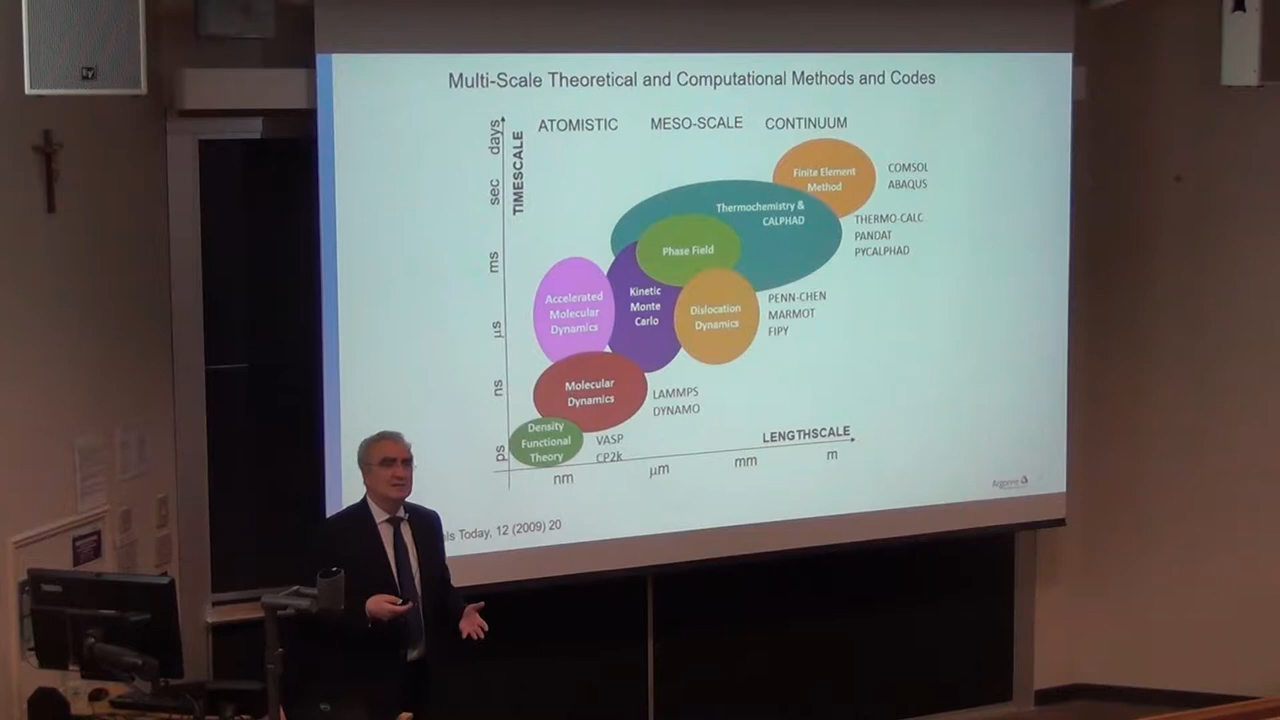 Multi-Scale Theoretical and Computational Methods and Codes
ATOMISTIC MESO-SCALE CONTINUUM
days
sec
ms
µs
ns
ps
TIMESCALE
Finite Element
Method
COMSOL
ABAQUS
Thermochemistry &
CALPHAD
THERMO-CALC
PANDAT
PYCALPHAD
Phase Field
Accelerated
Molecular
Dynamics
Kinetic
Monte
Carlo
Dislocation
Dynamics
PENN-CHEN
MARMOT
FIPY
Molecular
Dynamics
LAMMPS
DYNAMO
Density
Functional
Theory
VASP
CP2k
LENGTHSCALE
nm µm mm m
Argonne
ls Today, 12 (2009) 20